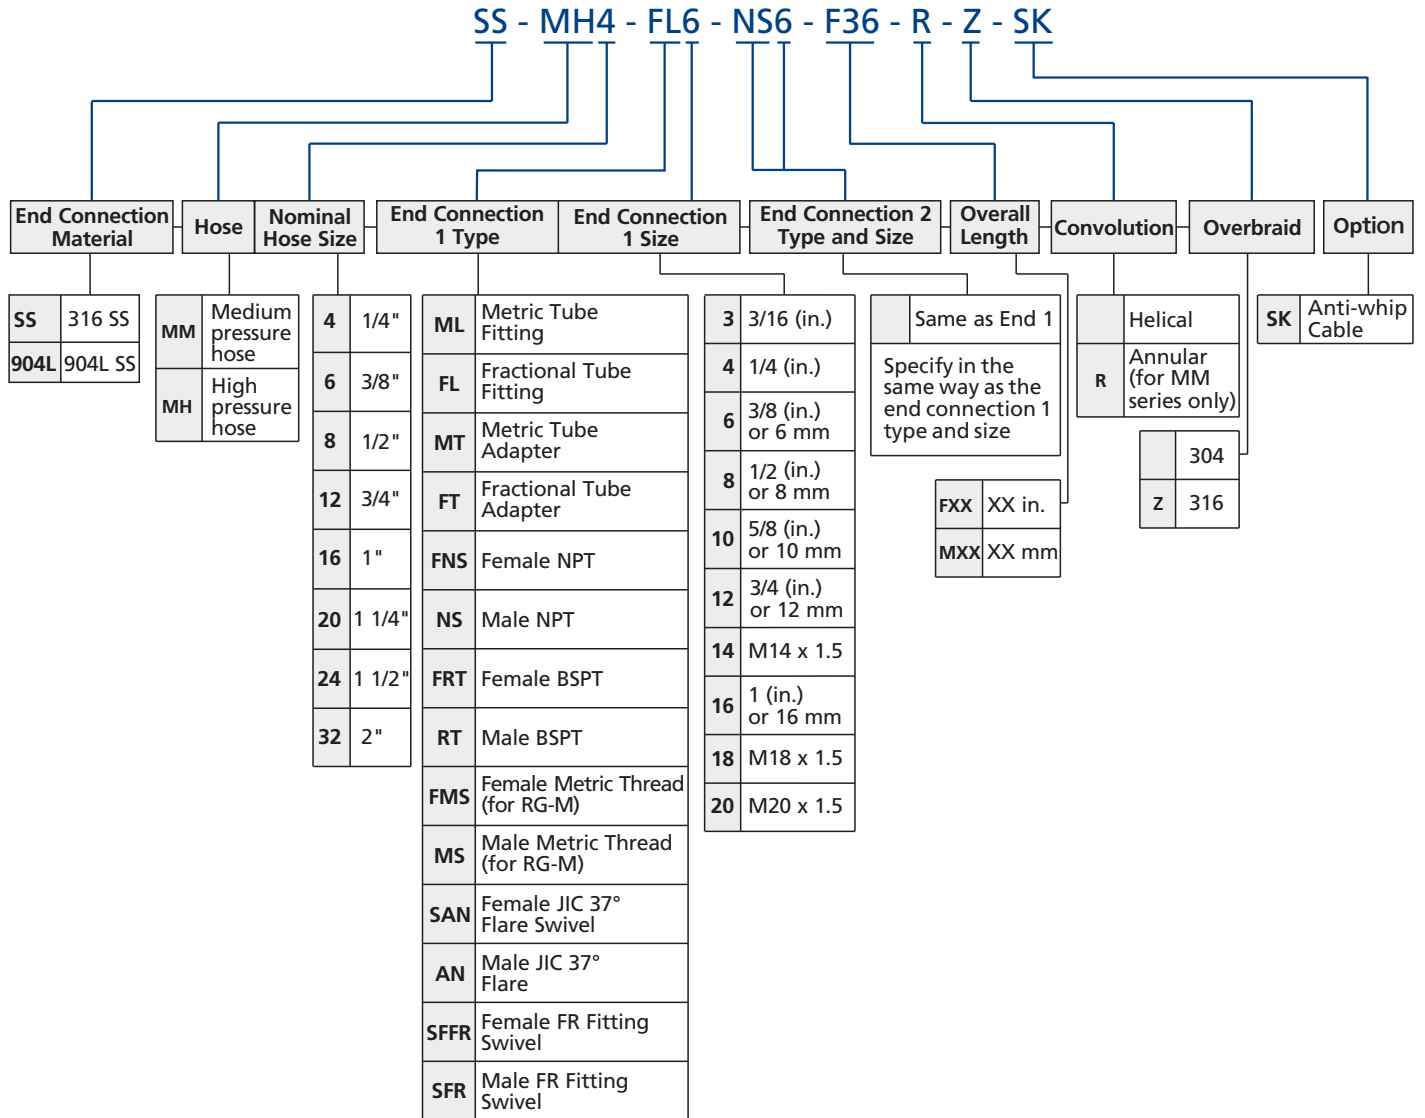 SS - MH4 - FL6 - NS6 - F36 - R - Z - SK
End Connection
Material
Hose
Nominal
Hose Size
End Connection
1 Type
End Connection
1 Size
End Connection 2
Type and Size
Overall
Length
Convolution
Overbraid
Option
SS 316 SS
904L 904L SS
MM Medium
pressure
hose
MH High
pressure
hose
4 1/4"
6 3/8"
8 1/2"
12 3/4"
16 1"
20 1 1/4"
24 1 1/2"
32 2"
ML Metric Tube
Fitting
FL Fractional Tube
Fitting
MT Metric Tube
Adapter
FT Fractional Tube
Adapter
FNS Female NPT
NS Male NPT
FRT Female BSPT
RT Male BSPT
FMS Female Metric Thread
(for RG-M)
MS Male Metric Thread
(for RG-M)
SAN Female JIC 37°
Flare Swivel
AN Male JIC 37°
Flare
SFFR Female FR Fitting
Swivel
SFR Male FR Fitting
Swivel
3 3/16 (in.)
4 1/4 (in.)
6 3/8 (in.)
or 6 mm
8 1/2 (in.)
or 8 mm
10 5/8 (in.)
or 10 mm
12 3/4 (in.)
or 12 mm
14 M14 x 1.5
16 1 (in.)
or 16 mm
18 M18 x 1.5
20 M20 x 1.5
Same as End 1
Specify in the
same way as the
end connection 1
type and size
FXX XX in.
MXX XX mm
Helical
R Annular
(for MM
series only)
304
Z 316
SK Anti-whip
Cable